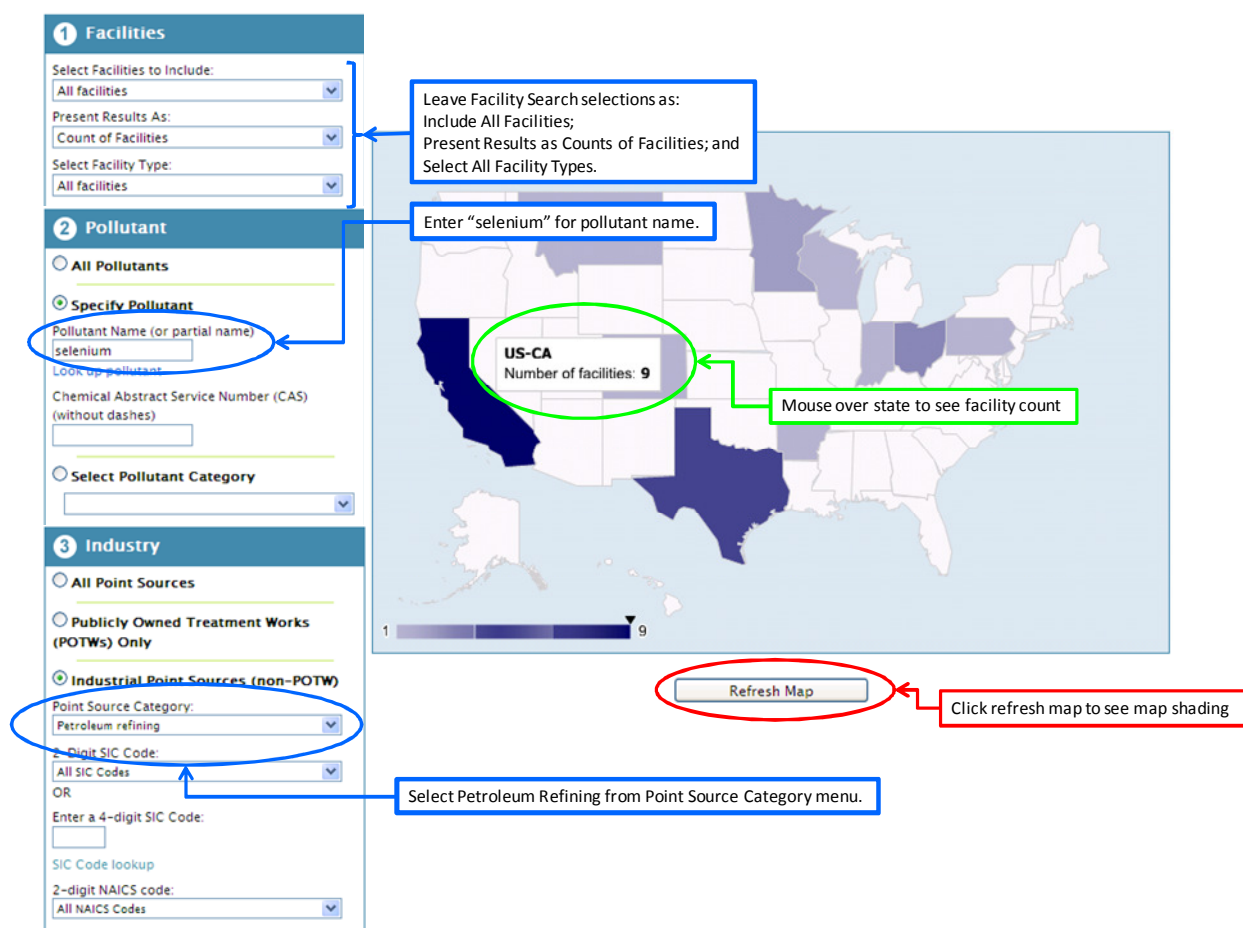 1 Facilities
Select Facilities to Include:
All facilities
Present Results As:
Count of Facilities
Select Facility Type:
All facilities
2 Pollutant
All Pollutants
Specify Pollutant
Pollutant Name (or partial name)
selenium
Look up pollutant
Chemical Abstract Service Number (CAS)
(without dashes)
Select Pollutant Category
3 Industry
All Point Sources
Publicly Owned Treatment Works
(POTWs) Only
Industrial Point Sources (non-POTW)
Point Source Category:
Petroleum refining
2-Digit SIC Code:
All SIC Codes
OR
Enter a 4-digit SIC Code:
SIC Code lookup
2-digit NAICS code:
All NAICS Codes
Leave Facility Search selections as:
Include All Facilities;
Present Results as Counts of Facilities; and
Select All Facility Types.
Enter “selenium” for pollutant name.
US-CA
Number of facilities: 9
Mouse over state to see facility count
1 9
Refresh Map
Click refresh map to see map shading
Select Petroleum Refining from Point Source Category menu.